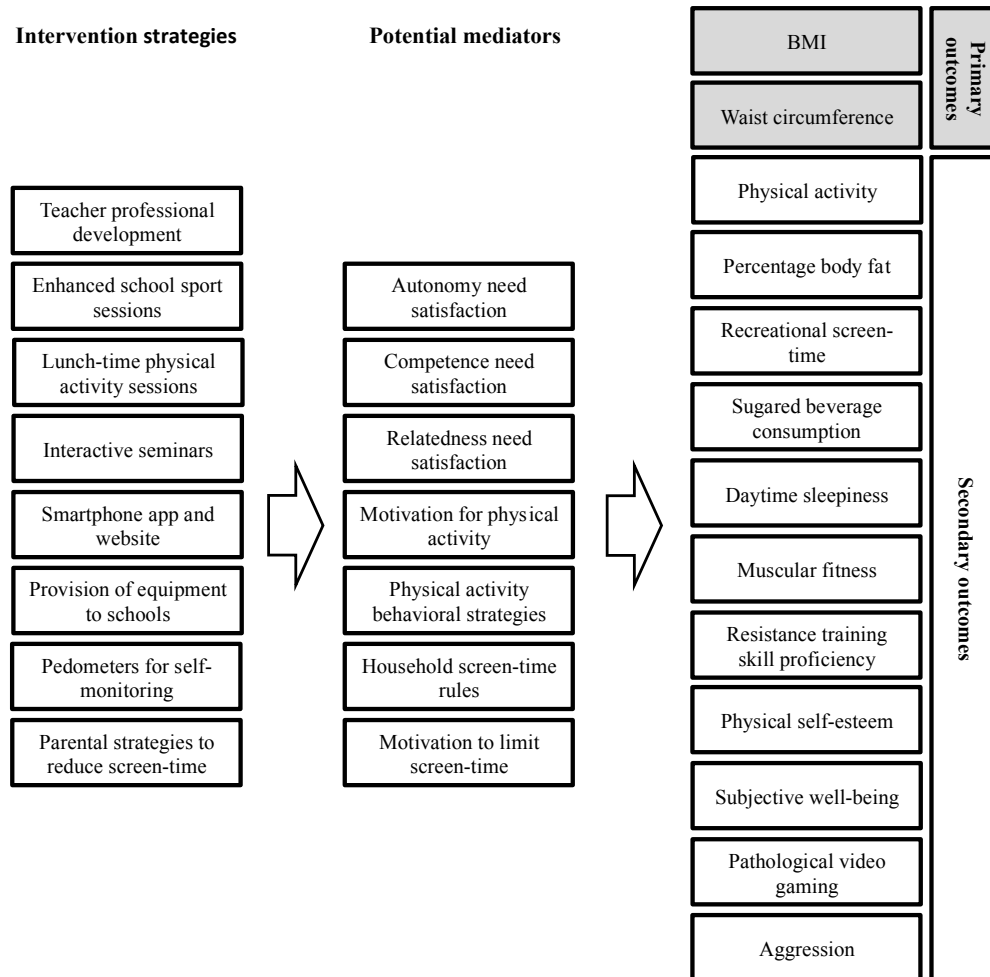 Intervention strategies
Teacher professional
development
Enhanced school sport
sessions
Lunch-time physical
activity sessions
Interactive seminars
Smartphone app and
website
Provision of equipment
to schools
Pedometers for self-
monitoring
Parental strategies to
reduce screen-time
Potential mediators
Autonomy need
satisfaction
Competence need
satisfaction
Relatedness need
satisfaction
Motivation for physical
activity
Physical activity
behavioral strategies
Household screen-time
rules
Motivation to limit
screen-time
BMI
Waist circumference
Physical activity
Percentage body fat
Recreational screen-
time
Sugared beverage
consumption
Daytime sleepiness
Muscular fitness
Resistance training
skill proficiency
Physical self-esteem
Subjective well-being
Pathological video
gaming
Aggression
Primary
outcomes
Secondary outcomes